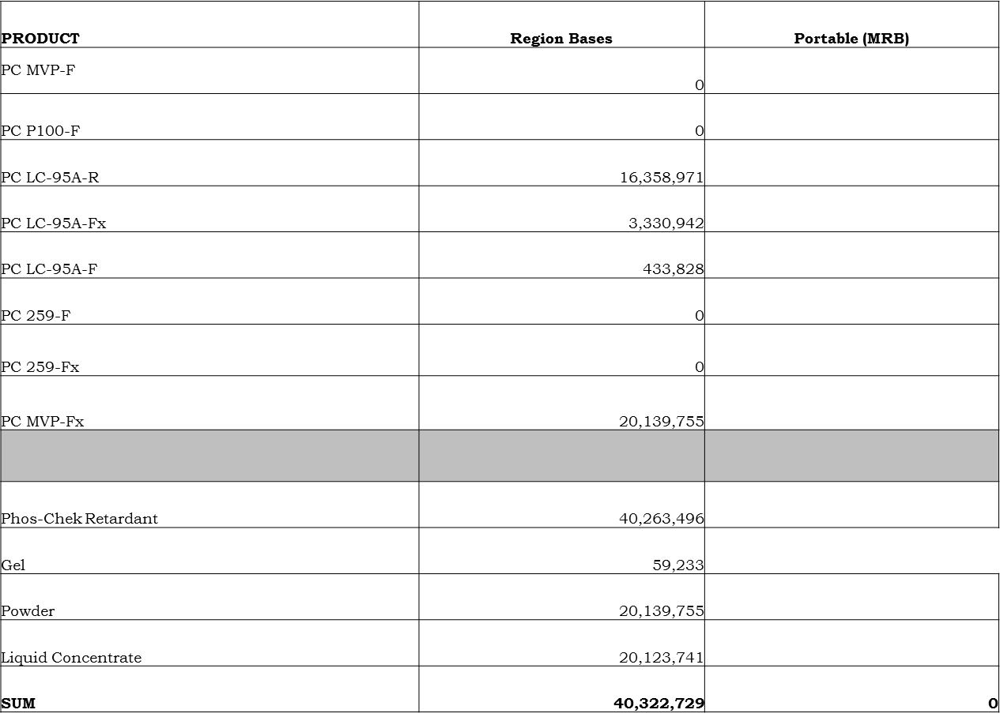 PRODUCT Region Bases Portable (MRB)
PC MVP-F 0
PC P100-F 0
PC LC-95A-R 16,358,971
PC LC-95A-Fx 3,330,942
PC LC-95A-F 433,828
PC 259-F 0
PC 259-Fx 0
PC MVP-Fx 20,139,755
Phos-Chek Retardant 40,263,496
Gel 59,233
Powder 20,139,755
Liquid Concentrate 20,123,741
SUM 40,322,729 0